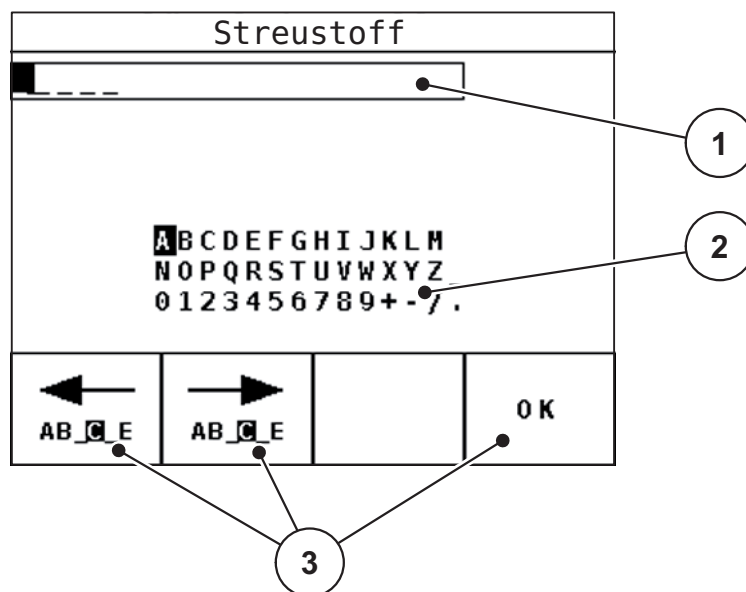 Streustoff
_ _ _ _
1
ABCDEFGHIJKLM
NOPQRSTUVWXYZ_
0123456789+-/.
2
AB_C_E
AB_C_E
OK
3